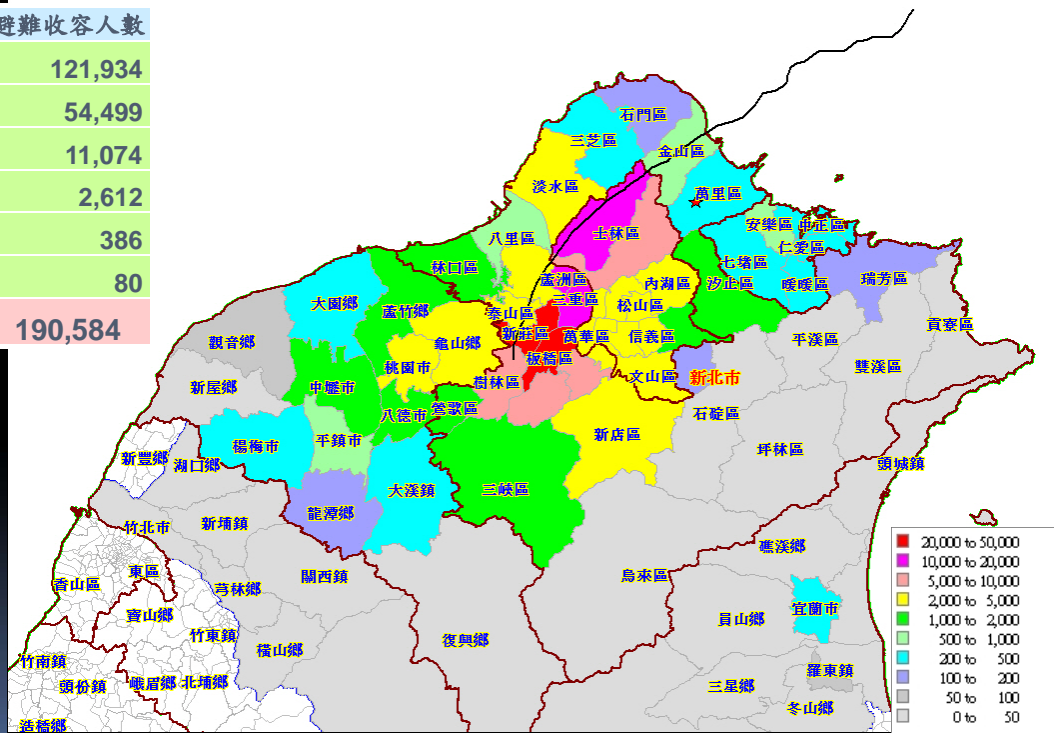 避難收容人數
121,934
54,499
11,074
2,612
386
80
190,584
石門區
三芝區
金山區
淡水區
萬里區
士林區
安樂區
中正區
八里區
仁愛區
七堵區
林口區
蘆洲區
內湖區
汐止區
暖暖區
瑞芳區
大園鄉
三重區
松山區
蘆竹鄉
泰山區
貢寮區
新莊區
萬華區
信義區
平溪區
觀音鄉
龜山鄉
板橋區
雙溪區
桃園市
樹林區
文山區
新北市
新屋鄉
中壢市
八德市
鶯歌區
石碇區
平鎮市
新店區
楊梅市
坪林區
新豐鄉
湖口鄉
頭城鎮
大溪鎮
三峽區
龍潭鄉
竹北市
新埔鎮
礁溪鄉
東區
關西鎮
烏來區
香山區
芎林鄉
宜蘭市
寶山鄉
員山鄉
竹東鎮
復興鄉
橫山鄉
竹南鎮
羅東鎮
頭份鎮
峨眉鄉
北埔鄉
三星鄉
冬山鄉
造橋鄉
20,000 to 50,000
10,000 to 20,000
5,000 to 10,000
2,000 to 5,000
1,000 to 2,000
500 to 1,000
200 to 500
100 to 200
50 to 100
0 to 50